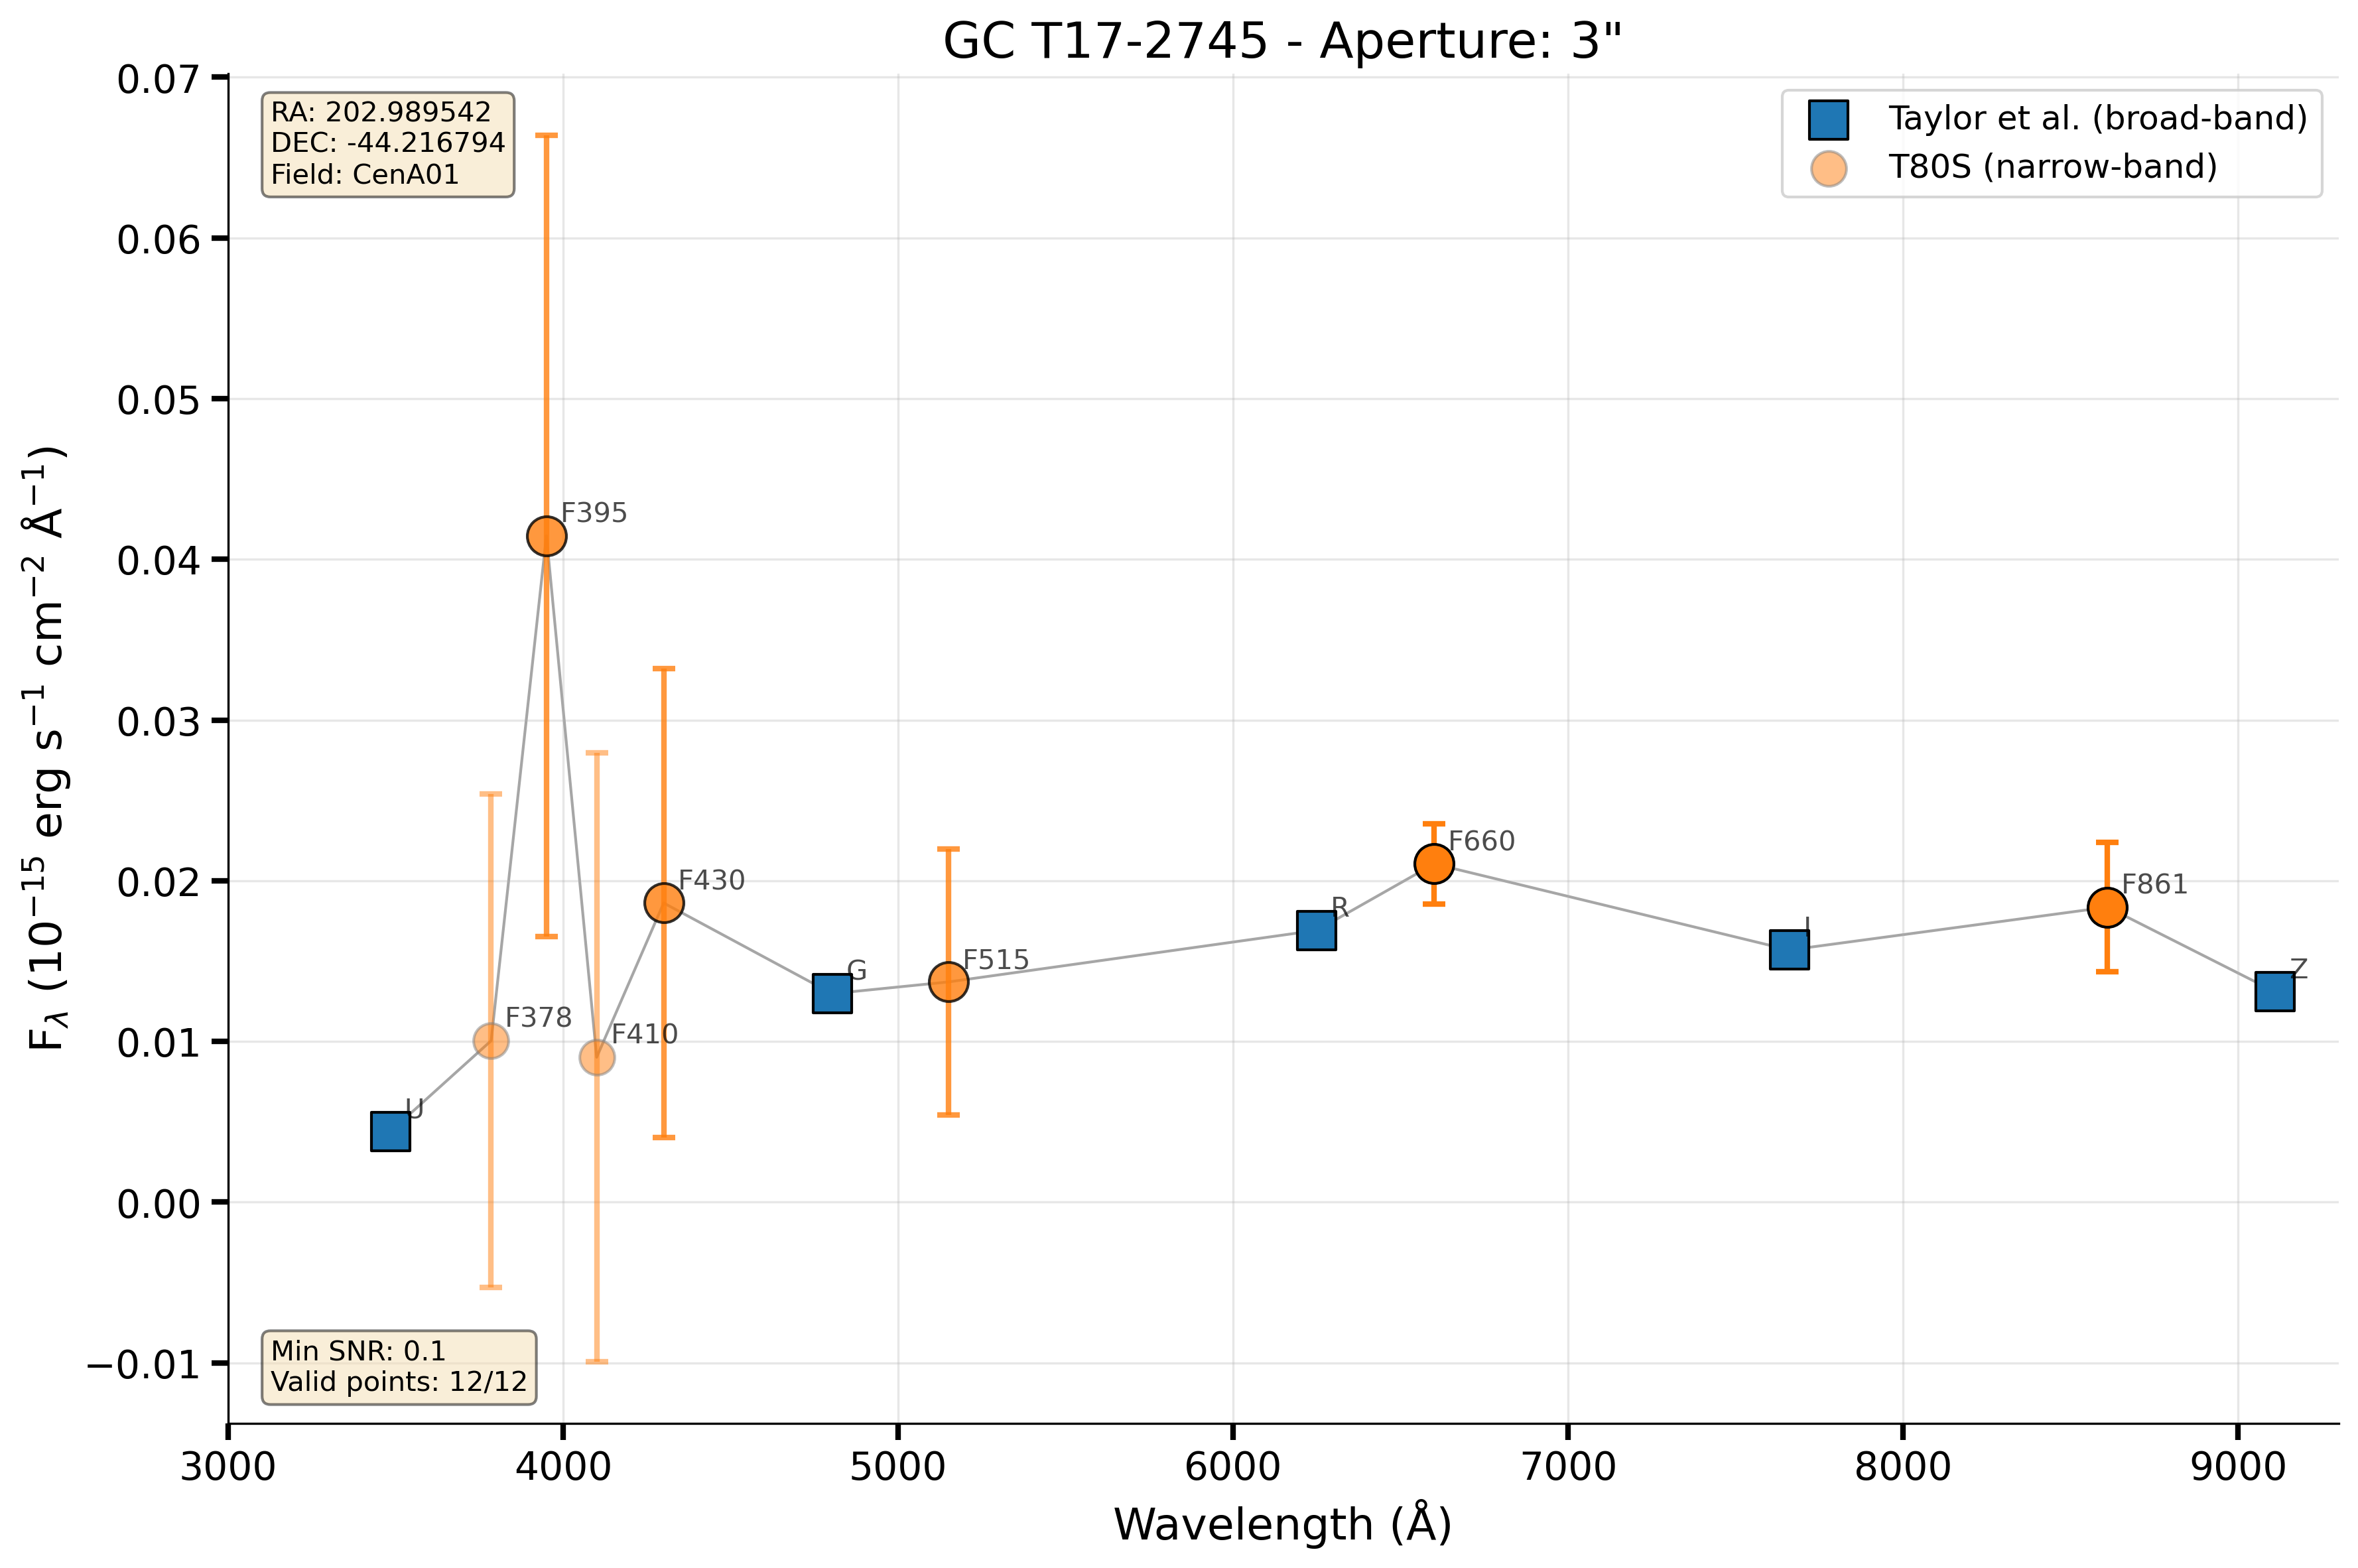 GC T17-2745 - Aperture: 3"
RA: 202.989542
DEC: -44.216794
Field: CenA01
Taylor et al. (broad-band)
T80S (narrow-band)
0.07
0.06
0.05
0.04
0.03
0.02
0.01
0.00
−0.01
F$_{λ}$ (10⁻¹⁵ erg s⁻¹ cm⁻² Å⁻¹)
F395
F430
F378
F410
U
G
F515
R
F660
I
F861
Z
Min SNR: 0.1
Valid points: 12/12
3000 4000 5000 6000 7000 8000 9000
Wavelength (Å)